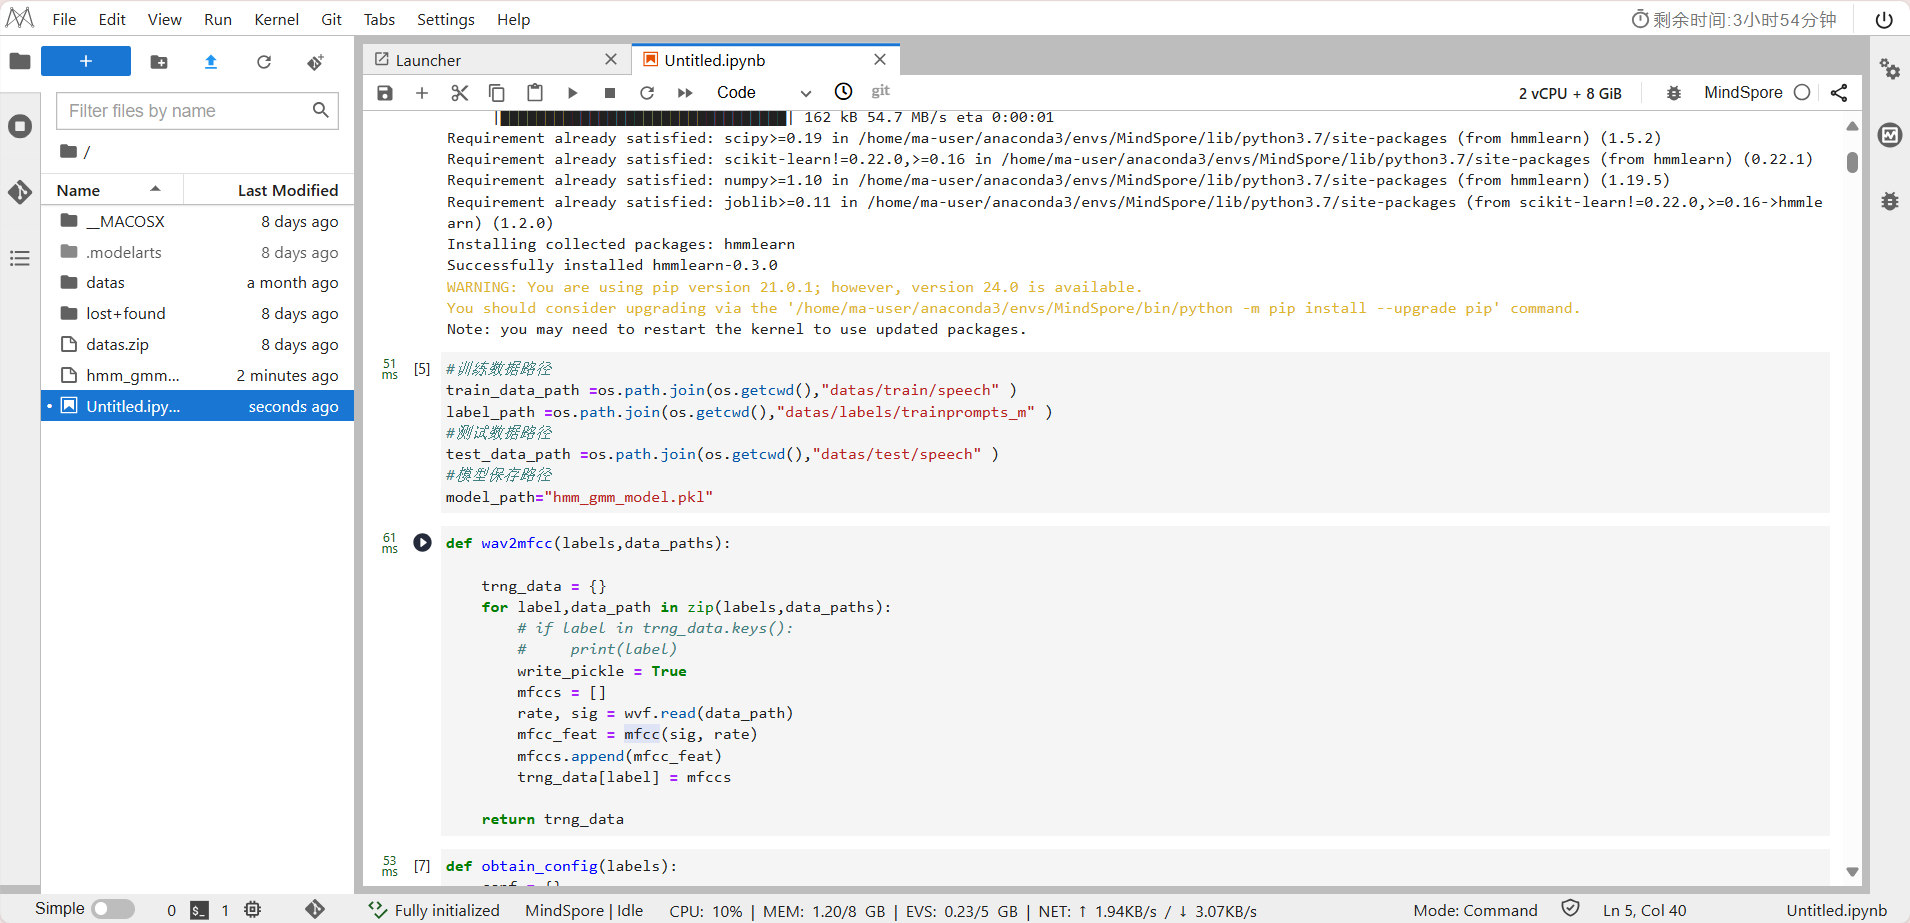 File Edit View Run Kernel Git Tabs Settings Help
剩余时间:3小时54分钟
Launcher
Untitled.ipynb
Code
git
2 vCPU + 8 GiB
MindSpore
Filter files by name
/
Name Last Modified
__MACOSX 8 days ago
.modelarts 8 days ago
datas a month ago
lost+found 8 days ago
datas.zip 8 days ago
hmm_gmm... 2 minutes ago
Untitled.ipy... seconds ago
162 kB 54.7 MB/s eta 0:00:01
Requirement already satisfied: scipy>=0.19 in /home/ma-user/anaconda3/envs/MindSpore/lib/python3.7/site-packages (from hmmlearn) (1.5.2)
Requirement already satisfied: scikit-learn!=0.22.0,>=0.16 in /home/ma-user/anaconda3/envs/MindSpore/lib/python3.7/site-packages (from hmmlearn) (0.22.1)
Requirement already satisfied: numpy>=1.10 in /home/ma-user/anaconda3/envs/MindSpore/lib/python3.7/site-packages (from hmmlearn) (1.19.5)
Requirement already satisfied: joblib>=0.11 in /home/ma-user/anaconda3/envs/MindSpore/lib/python3.7/site-packages (from scikit-learn!=0.22.0,>=0.16->hmmle
arn) (1.2.0)
Installing collected packages: hmmlearn
Successfully installed hmmlearn-0.3.0
WARNING: You are using pip version 21.0.1; however, version 24.0 is available.
You should consider upgrading via the '/home/ma-user/anaconda3/envs/MindSpore/bin/python -m pip install --upgrade pip' command.
Note: you may need to restart the kernel to use updated packages.
51 ms [5]
#训练数据路径
train_data_path =os.path.join(os.getcwd(),"datas/train/speech" )
label_path =os.path.join(os.getcwd(),"datas/labels/trainprompts_m" )
#测试数据路径
test_data_path =os.path.join(os.getcwd(),"datas/test/speech" )
#模型保存路径
model_path="hmm_gmm_model.pkl"
61 ms
def wav2mfcc(labels,data_paths):
trng_data = {}
for label,data_path in zip(labels,data_paths):
# if label in trng_data.keys():
#     print(label)
write_pickle = True
mfccs = []
rate, sig = wvf.read(data_path)
mfcc_feat = mfcc(sig, rate)
mfccs.append(mfcc_feat)
trng_data[label] = mfccs
return trng_data
53 ms [7]
def obtain_config(labels):
conf = {}
Simple 0 $_ 1 Fully initialized MindSpore | Idle CPU: 10% | MEM: 1.20/8 GB | EVS: 0.23/5 GB | NET: ↑ 1.94KB/s / ↓ 3.07KB/s Mode: Command Ln 5, Col 40 Untitled.ipynb